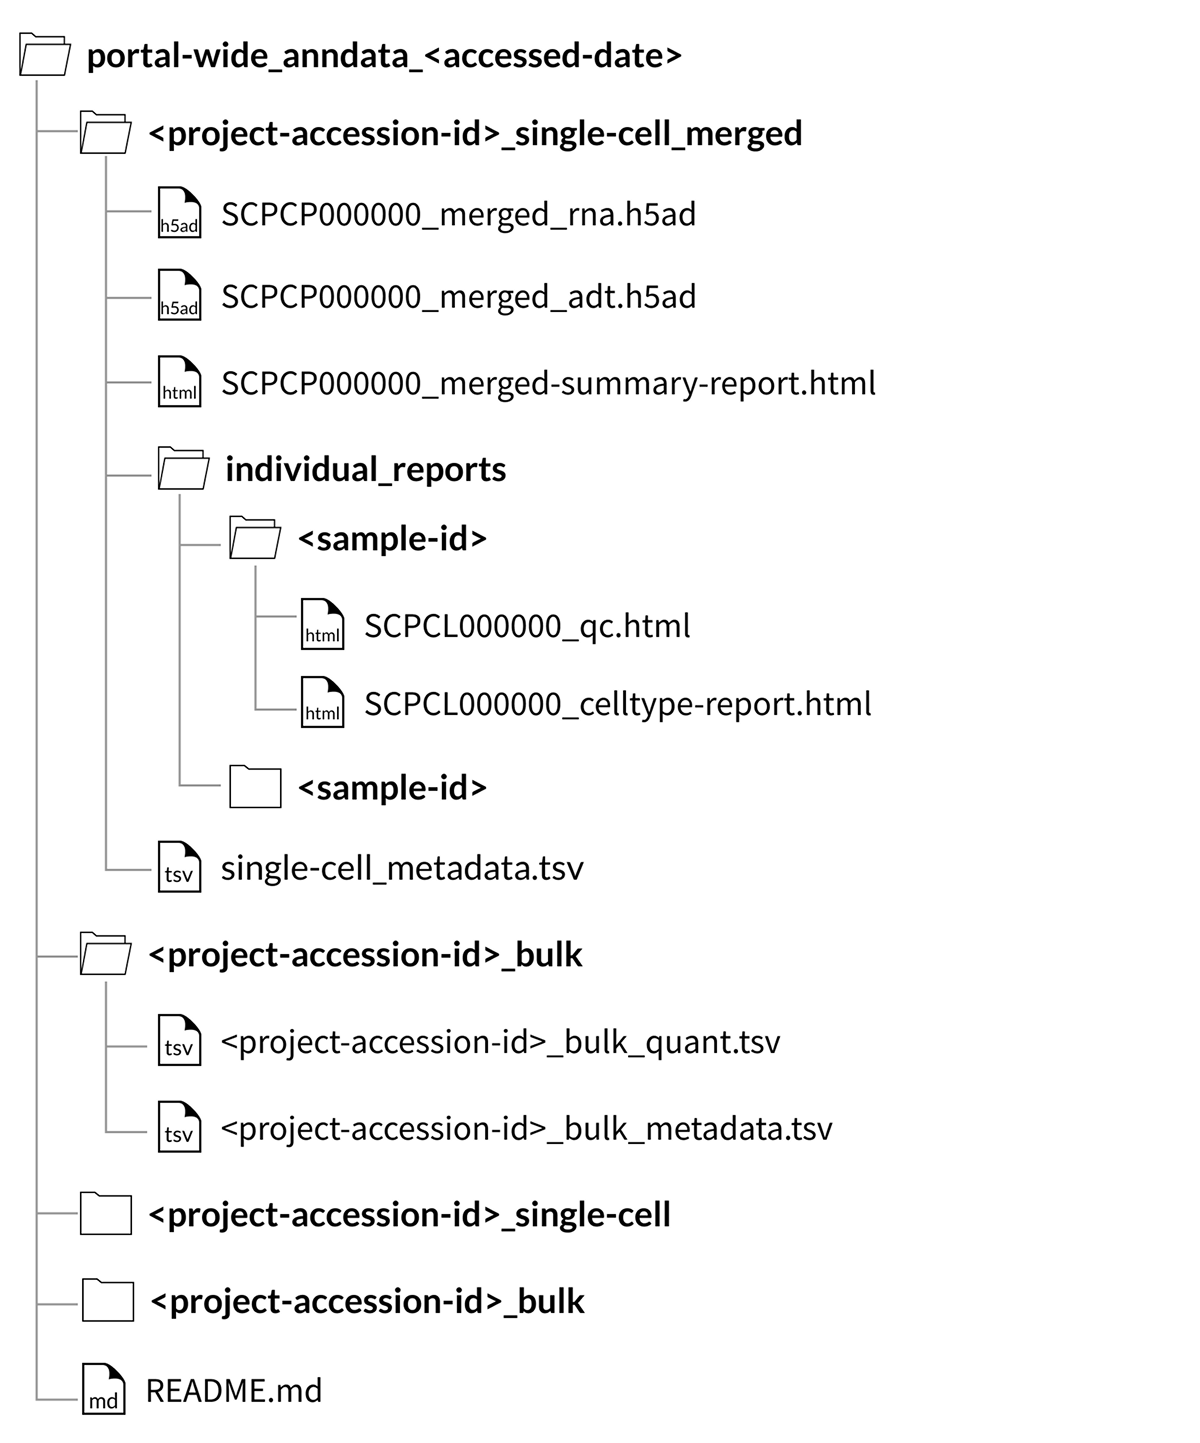 portal-wide_anndata_<accessed-date>
<project-accession-id>_single-cell_merged
h5ad SCPCP000000_merged_rna.h5ad
h5ad SCPCP000000_merged_adt.h5ad
html SCPCP000000_merged-summary-report.html
individual_reports
<sample-id>
html SCPCL000000_qc.html
html SCPCL000000_celltype-report.html
<sample-id>
tsv single-cell_metadata.tsv
<project-accession-id>_bulk
tsv <project-accession-id>_bulk_quant.tsv
tsv <project-accession-id>_bulk_metadata.tsv
<project-accession-id>_single-cell
<project-accession-id>_bulk
md README.md